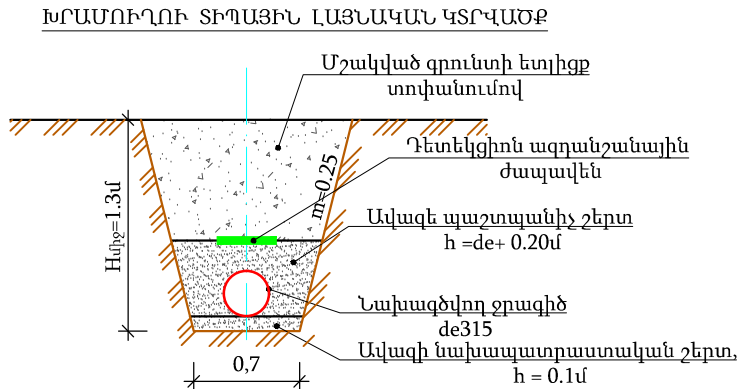 ԽՐԱՄՈՒՂՈՒ ՏԻՊԱՅԻՆ ԼԱՅՆԱԿԱՆ ԿՏՐՎԱԾՔ
Մշակված գրունտի ետլիցք
տոփանումով
Դետեկցիոն ազդանշանային
ժապավեն
m=0.25
Hմիջ=1.3մ
Ավազե պաշտպանիչ շերտ
h =de+ 0.20մ
Նախագծվող ջրագիծ
de315
Ավազի նախապատրաստական շերտ,
h = 0.1մ
0,7